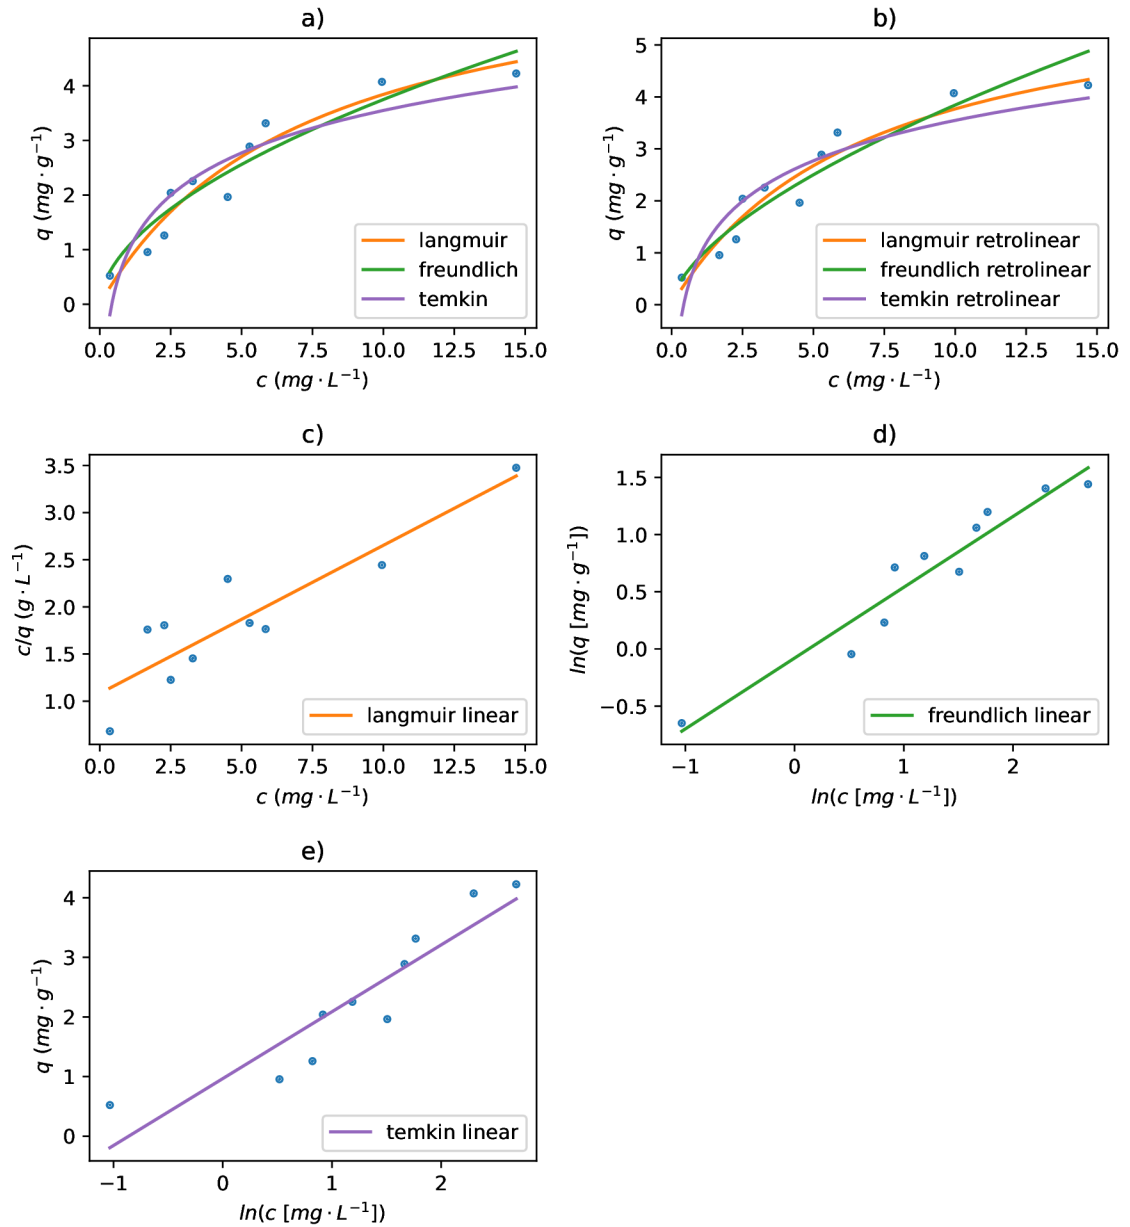 a)
q (mg · g⁻¹)
4
3
2
1
0
langmuir
freundlich
temkin
0.0 2.5 5.0 7.5 10.0 12.5 15.0
c (mg · L⁻¹)
b)
q (mg · g⁻¹)
5
4
3
2
1
0
langmuir retrolinear
freundlich retrolinear
temkin retrolinear
0.0 2.5 5.0 7.5 10.0 12.5 15.0
c (mg · L⁻¹)
c)
c/q (g · L⁻¹)
3.5
3.0
2.5
2.0
1.5
1.0
langmuir linear
0.0 2.5 5.0 7.5 10.0 12.5 15.0
c (mg · L⁻¹)
d)
ln(q [mg · g⁻¹])
1.5
1.0
0.5
0.0
−0.5
freundlich linear
−1 0 1 2
ln(c [mg · L⁻¹])
e)
q (mg · g⁻¹)
4
3
2
1
0
temkin linear
−1 0 1 2
ln(c [mg · L⁻¹])